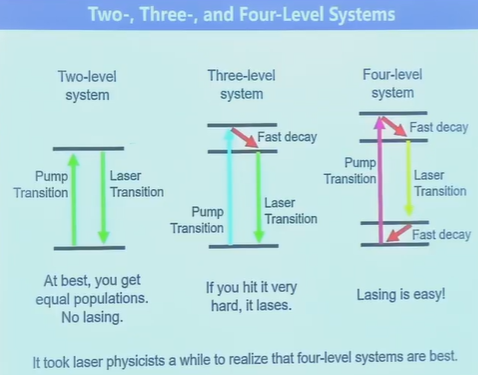 Two-, Three-, and Four-Level Systems
Two-level
system
Pump
Transition
Laser
Transition
At best, you get
equal populations.
No lasing.
Three-level
system
Fast decay
Pump
Transition
Laser
Transition
If you hit it very
hard, it lases.
Four-level
system
Fast decay
Pump
Transition
Laser
Transition
Fast decay
Lasing is easy!
It took laser physicists a while to realize that four-level systems are best.